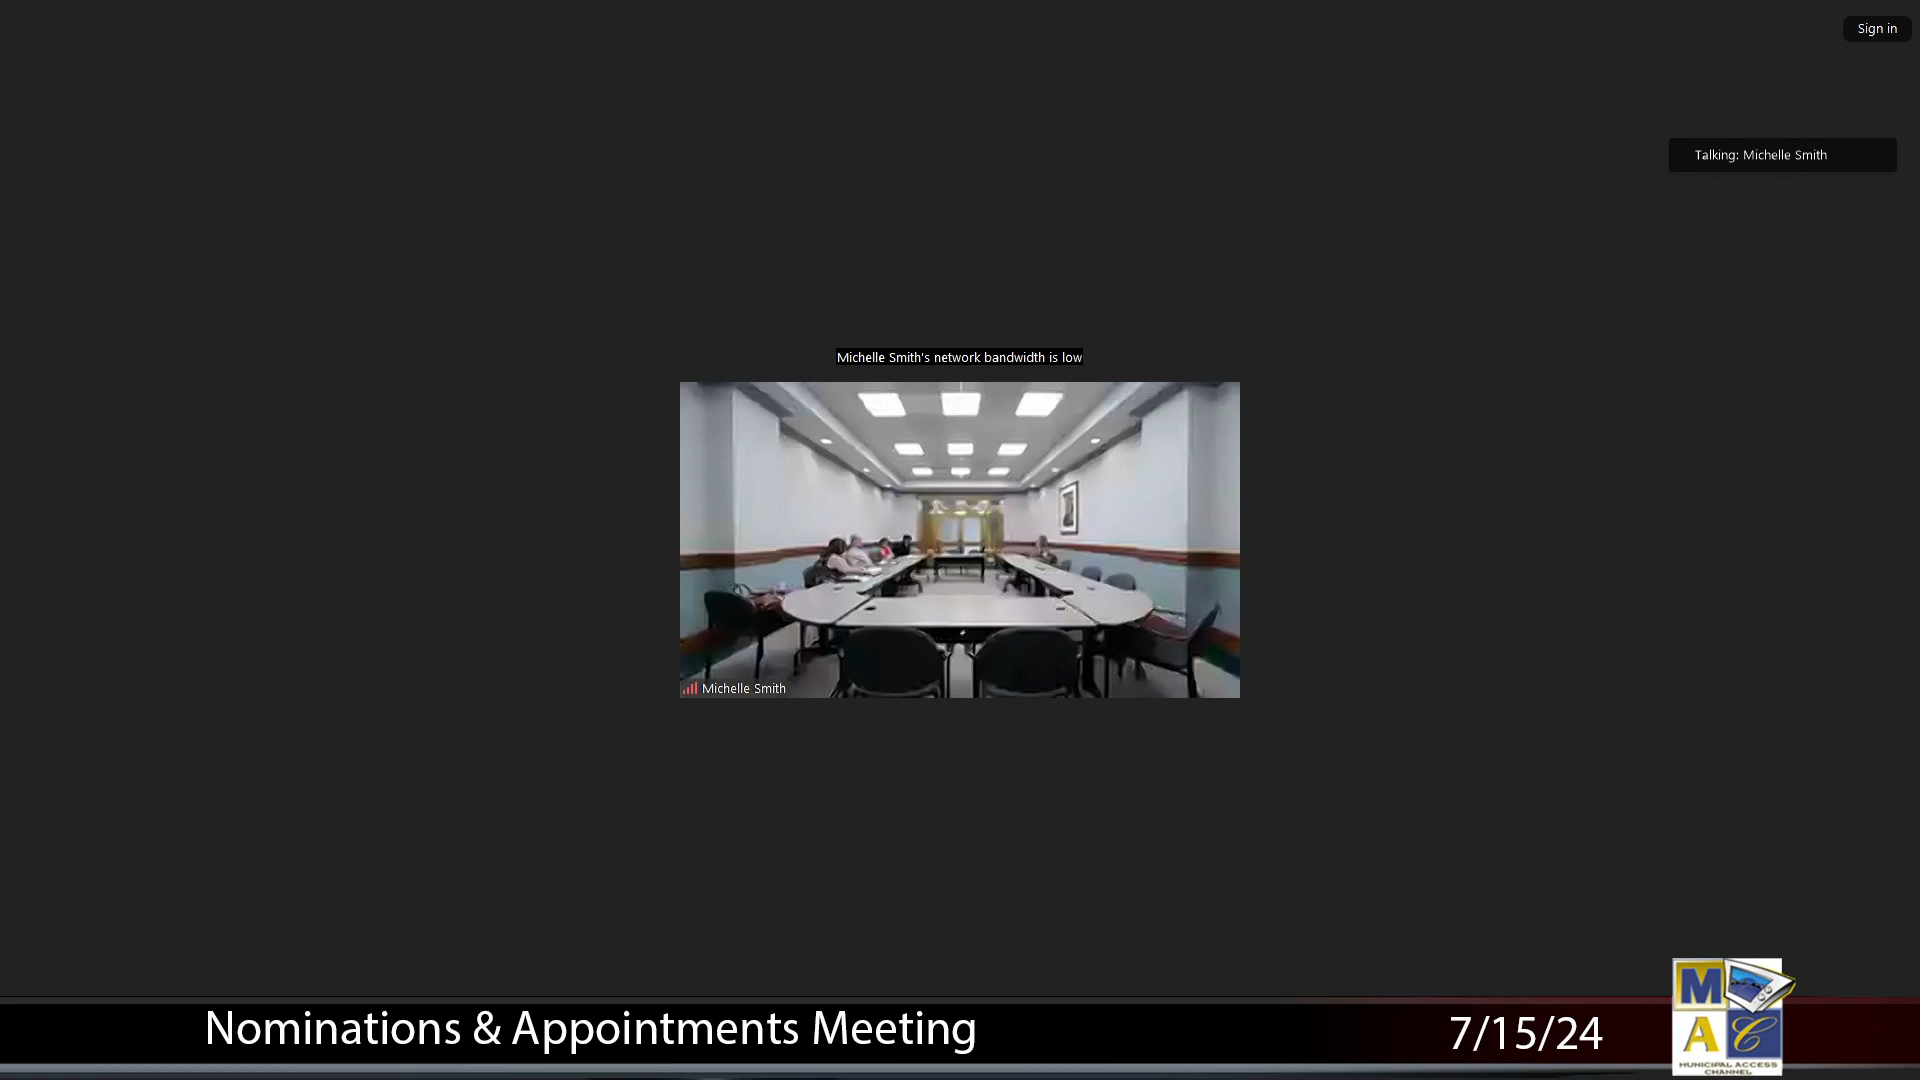 Sign in
Talking: Michelle Smith
Michelle Smith's network bandwidth is low
Michelle Smith
Nominations & Appointments Meeting
7/15/24
M
A C
MUNICIPAL ACCESS
CHANNEL